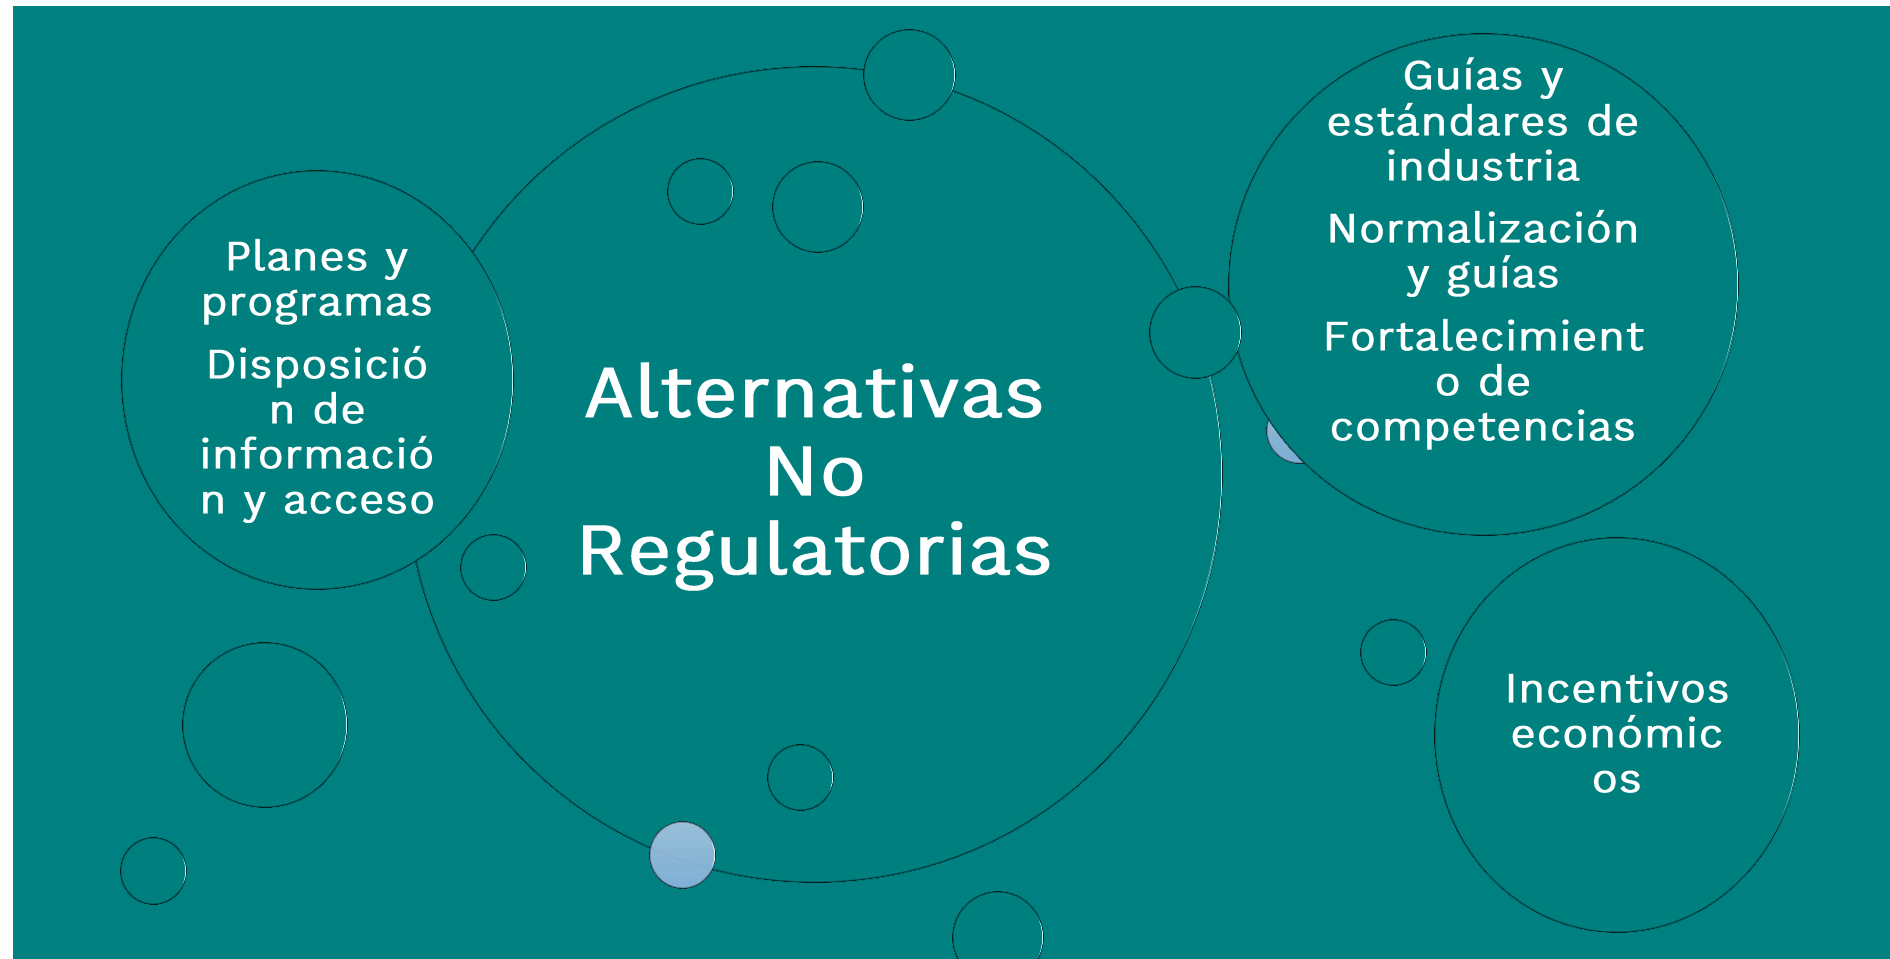 Planes y
programas
Disposició
n de
informació
n y acceso
Alternativas
No
Regulatorias
Guías y
estándares de
industria
Normalización
y guías
Fortalecimient
o de
competencias
Incentivos
económic
os